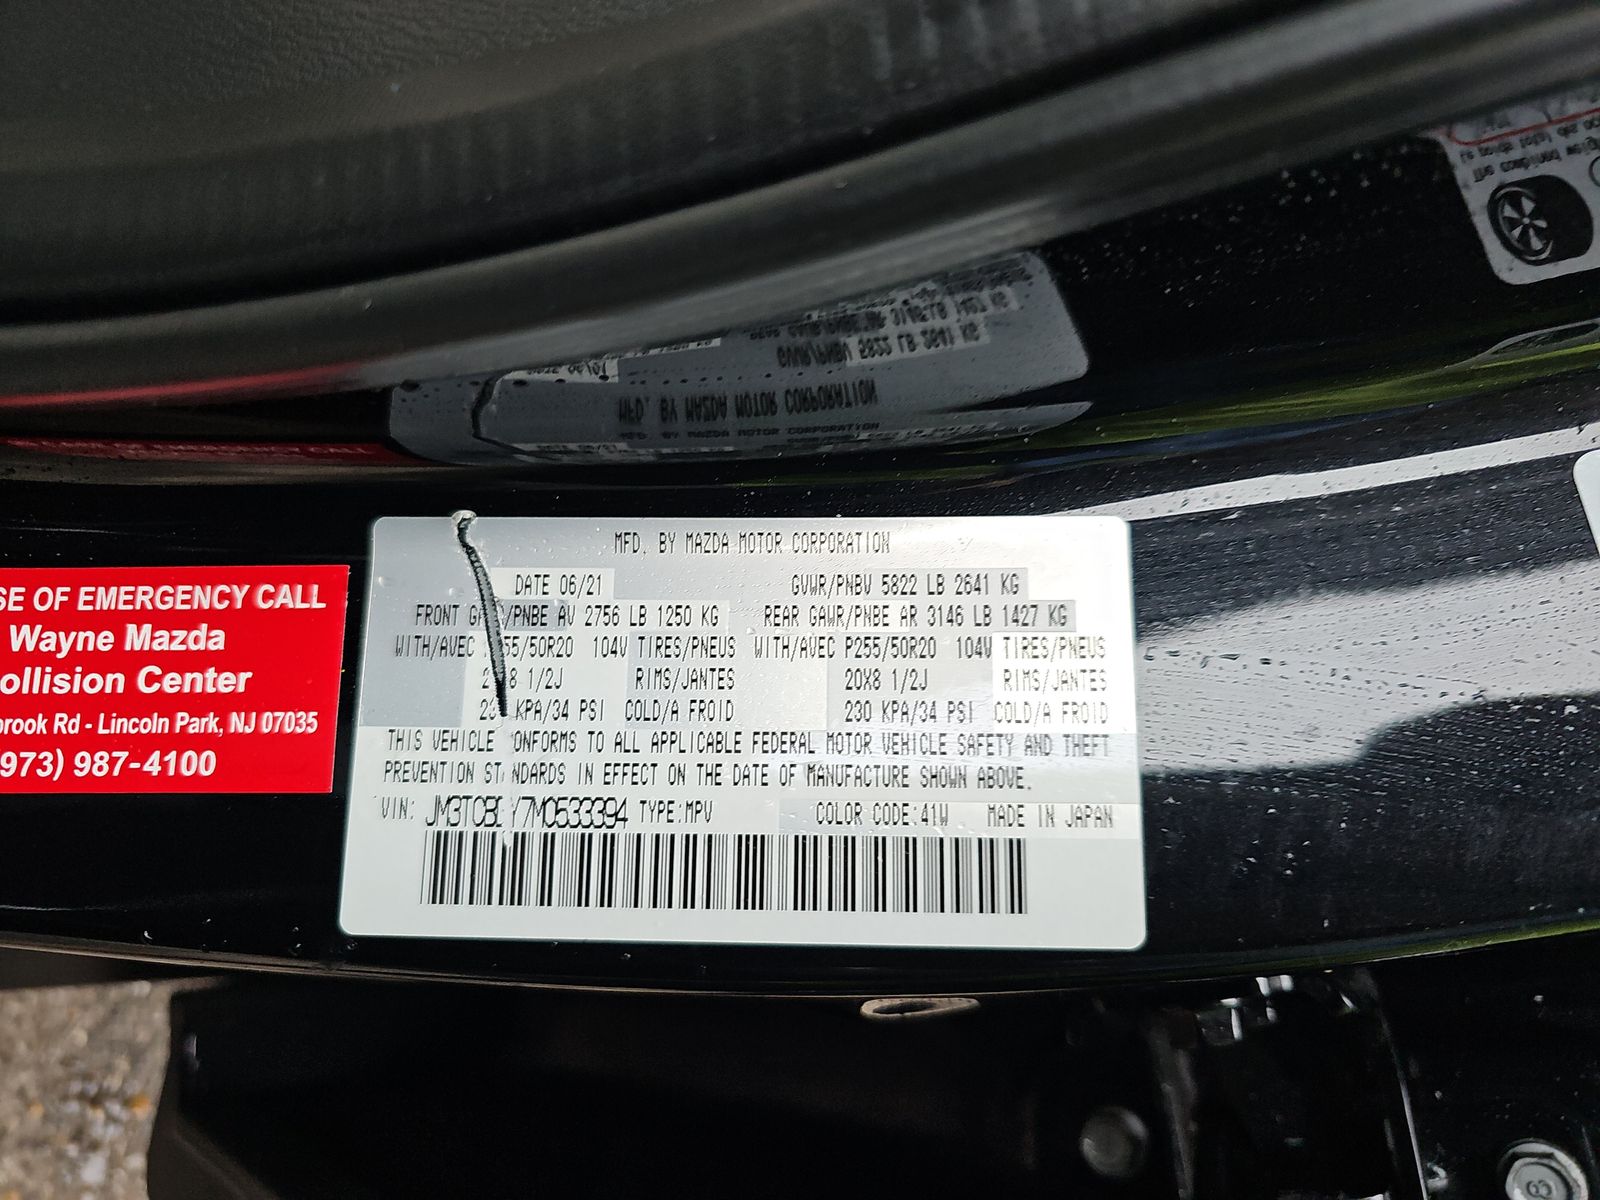 SE OF EMERGENCY CALL
Wayne Mazda
ollision Center
brook Rd - Lincoln Park, NJ 07035
973) 987-4100
MFD. BY MAZDA MOTOR CORPORATION
DATE 06/21 GVWR/PNBV 5822 LB 2641 KG
FRONT GA /PNBE AV 2756 LB 1250 KG REAR GAWR/PNBE AR 3146 LB 1427 KG
WITH/AVEC 255/50R20 104V TIRES/PNEUS WITH/AVEC P255/50R20 104V TIRES/PNEUS
2 8 1/2J RIMS/JANTES 20X8 1/2J RIMS/JANTES
23 KPA/34 PSI COLD/A FROID 230 KPA/34 PSI COLD/A FROID
THIS VEHICLE ONFORMS TO ALL APPLICABLE FEDERAL MOTOR VEHICLE SAFETY AND THEFT
PREVENTION ST NDARDS IN EFFECT ON THE DATE OF MANUFACTURE SHOWN ABOVE.
VIN: TYPE:MPV COLOR CODE:41W MADE IN JAPAN